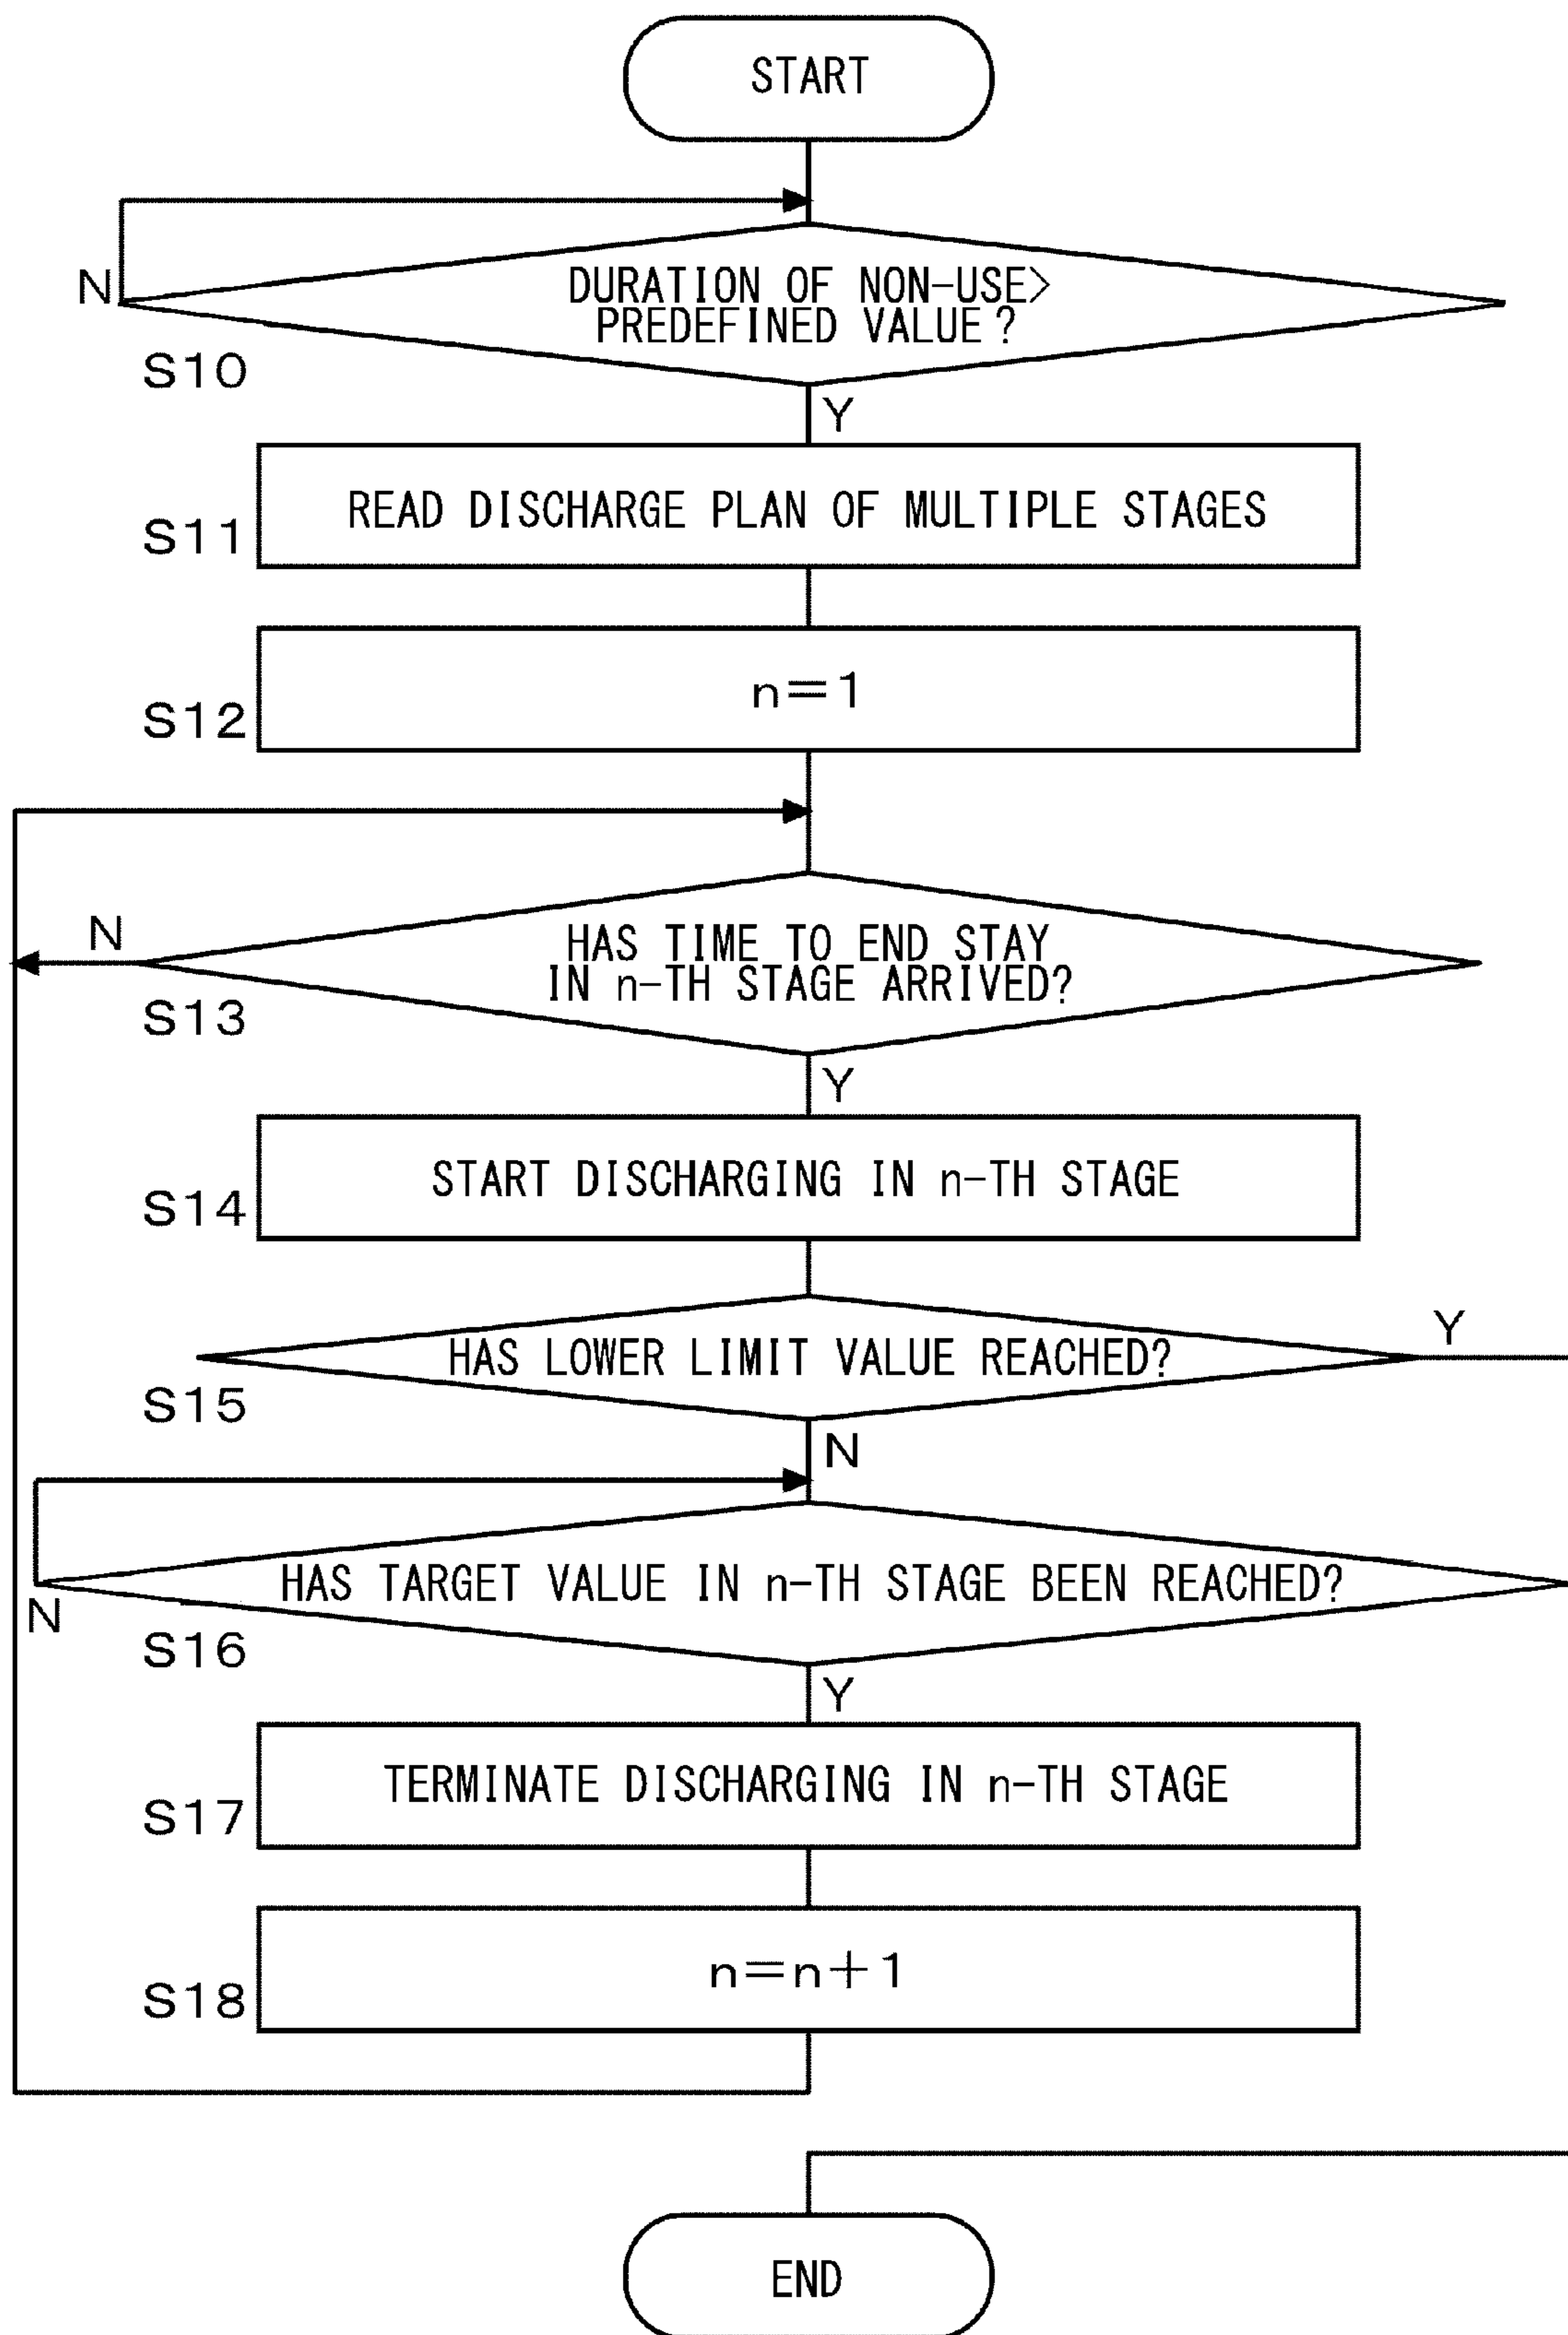 START
N
DURATION OF NON-USE>
PREDEFINED VALUE?
S10
Y
READ DISCHARGE PLAN OF MULTIPLE STAGES
S11
n=1
S12
N
HAS TIME TO END STAY
IN n-TH STAGE ARRIVED?
S13
Y
START DISCHARGING IN n-TH STAGE
S14
Y
HAS LOWER LIMIT VALUE REACHED?
S15
N
HAS TARGET VALUE IN n-TH STAGE BEEN REACHED?
N
S16
Y
TERMINATE DISCHARGING IN n-TH STAGE
S17
n=n+1
S18
END